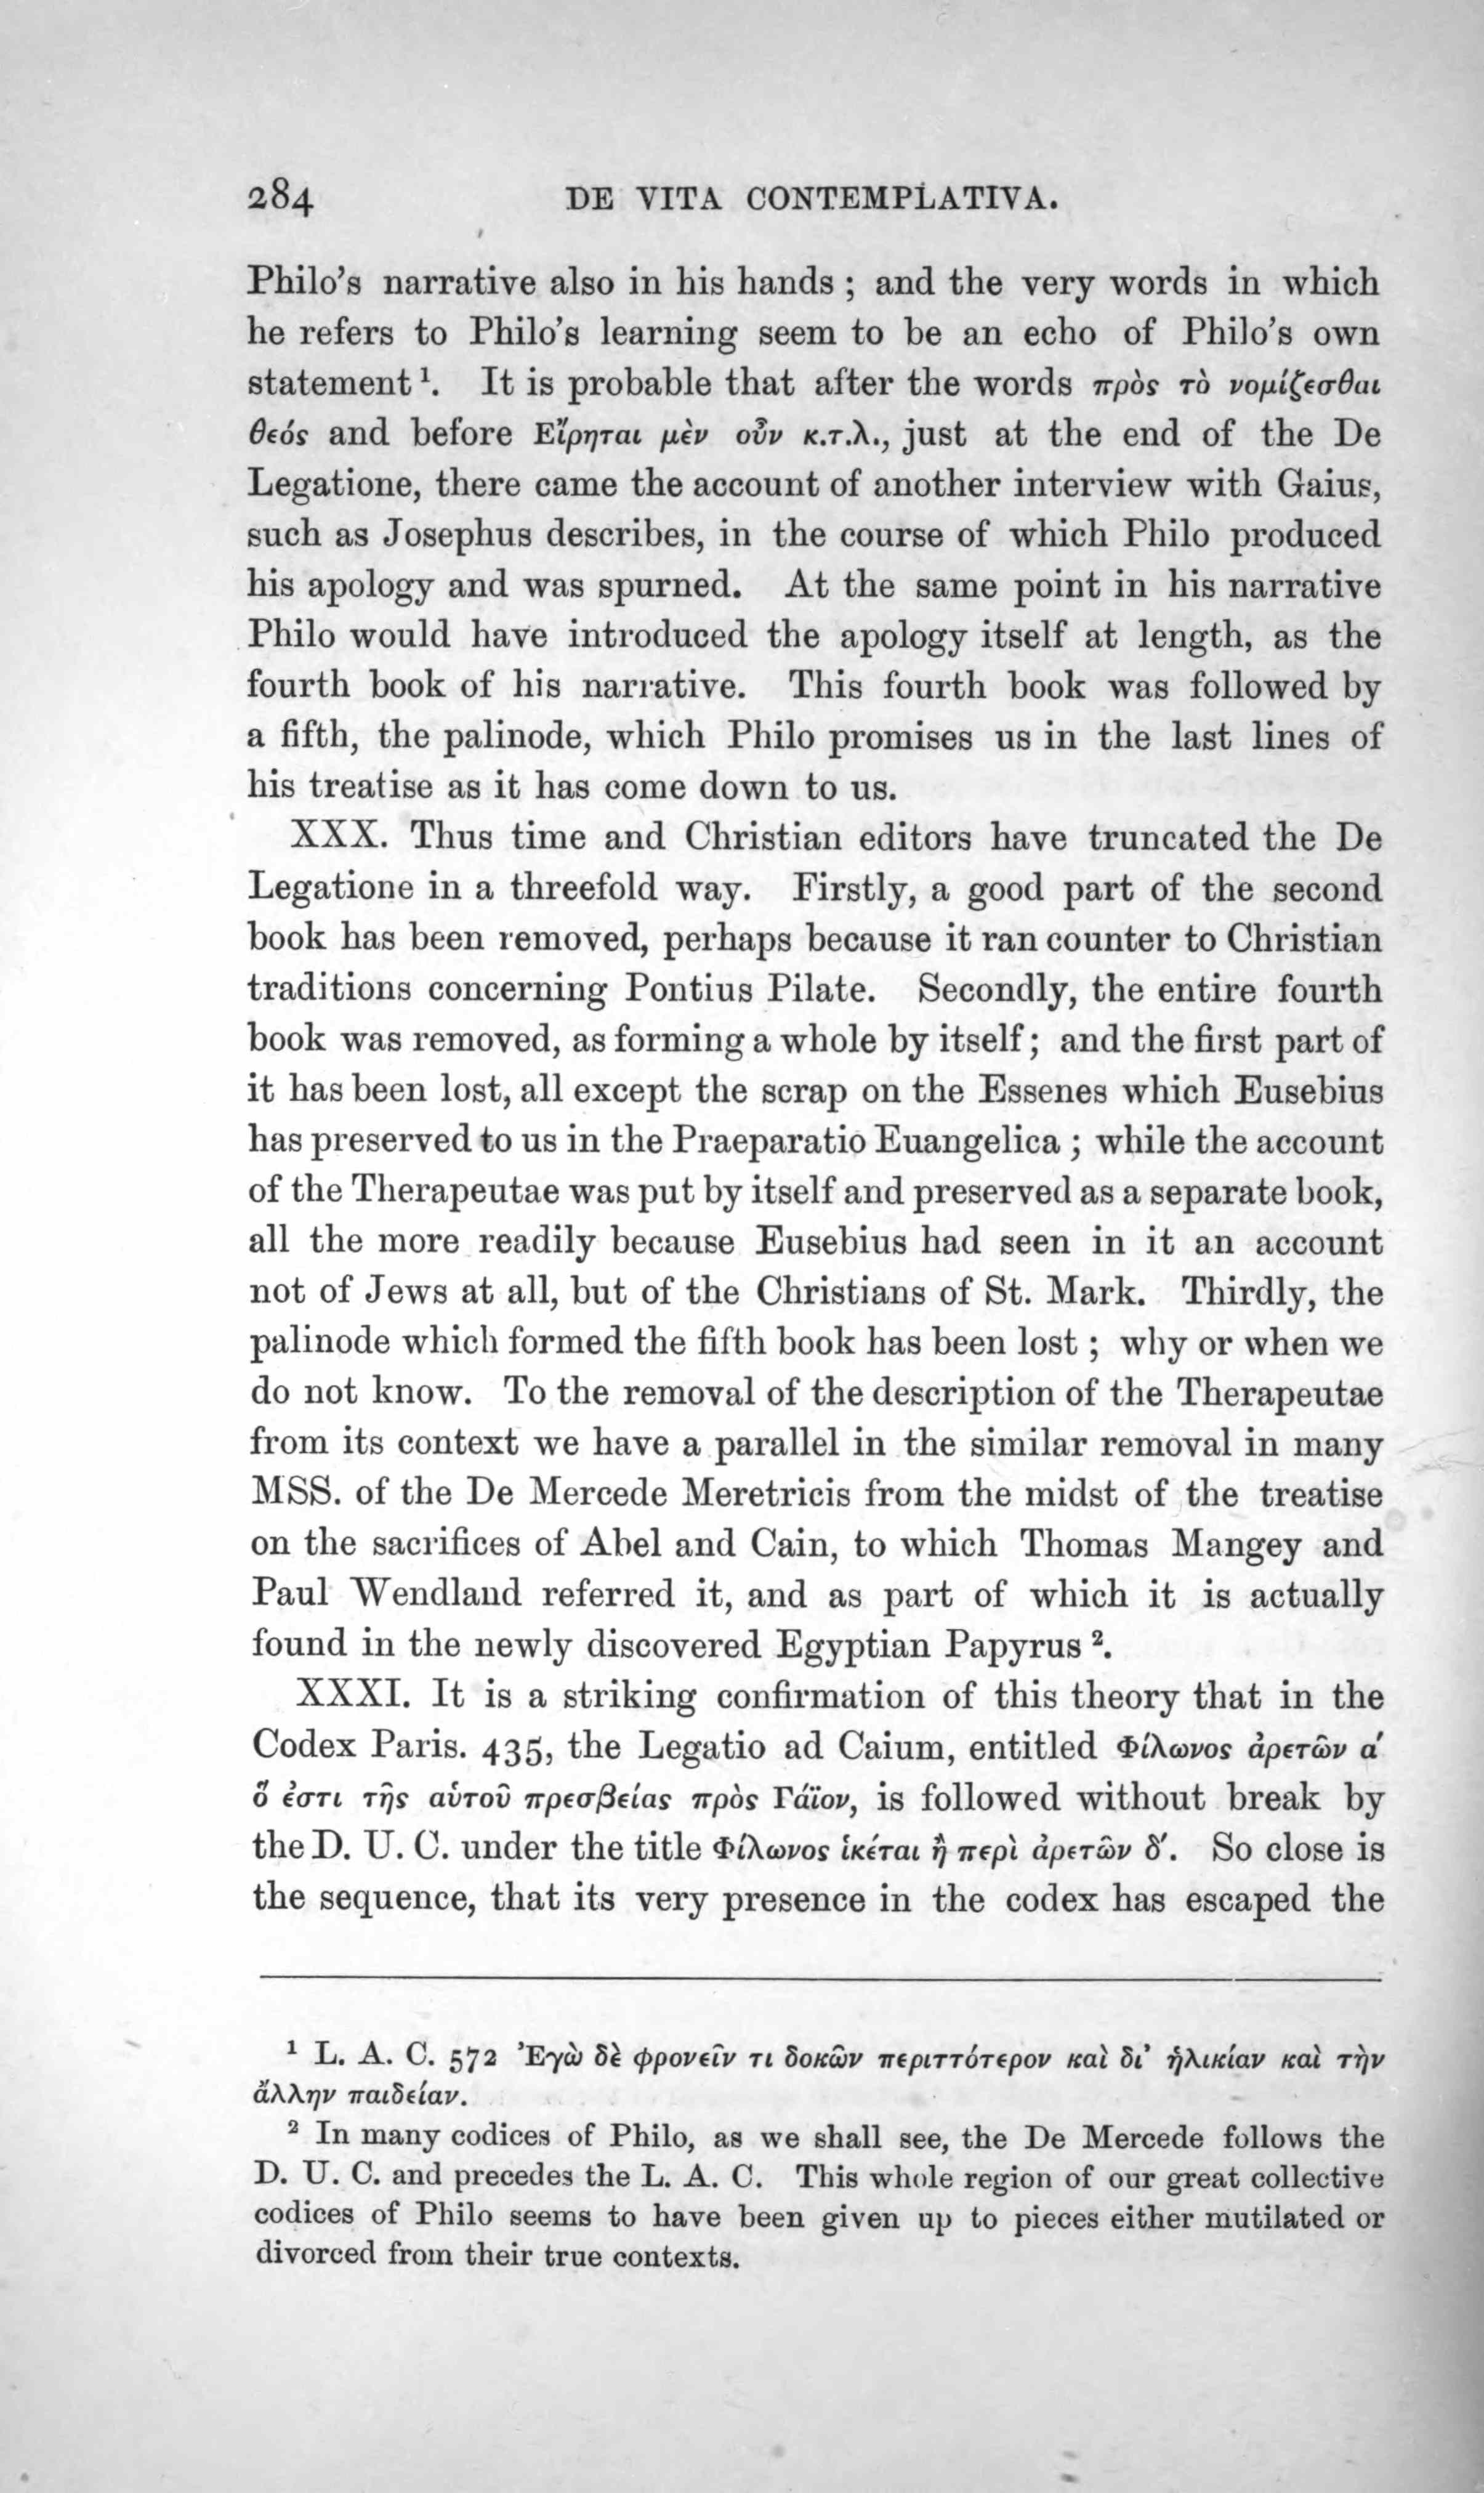 284 DE VITA CONTEMPLATIVA.
Philo's narrative also in his hands ; and the very words in which
he refers to Philo's learning seem to be an echo of Philo's own
statement¹. It is probable that after the words πρὸς τὸ νομίζεσθαι
θεός and before Εἴρηται μὲν οὖν κ.τ.λ., just at the end of the De
Legatione, there came the account of another interview with Gaius,
such as Josephus describes, in the course of which Philo produced
his apology and was spurned. At the same point in his narrative
Philo would have introduced the apology itself at length, as the
fourth book of his narrative. This fourth book was followed by
a fifth, the palinode, which Philo promises us in the last lines of
his treatise as it has come down to us.
XXX. Thus time and Christian editors have truncated the De
Legatione in a threefold way. Firstly, a good part of the second
book has been removed, perhaps because it ran counter to Christian
traditions concerning Pontius Pilate. Secondly, the entire fourth
book was removed, as forming a whole by itself ; and the first part of
it has been lost, all except the scrap on the Essenes which Eusebius
has preserved to us in the Praeparatio Euangelica ; while the account
of the Therapeutae was put by itself and preserved as a separate book,
all the more readily because Eusebius had seen in it an account
not of Jews at all, but of the Christians of St. Mark. Thirdly, the
palinode which formed the fifth book has been lost ; why or when we
do not know. To the removal of the description of the Therapeutae
from its context we have a parallel in the similar removal in many
MSS. of the De Mercede Meretricis from the midst of the treatise
on the sacrifices of Abel and Cain, to which Thomas Mangey and
Paul Wendland referred it, and as part of which it is actually
found in the newly discovered Egyptian Papyrus ².
XXXI. It is a striking confirmation of this theory that in the
Codex Paris. 435, the Legatio ad Caium, entitled Φίλωνος ἀρετῶν α´
ὅ ἐστι τῆς αὑτοῦ πρεσβείας πρὸς Γάϊον, is followed without break by
the D. U. C. under the title Φίλωνος ἱκέται ἢ περὶ ἀρετῶν δ´. So close is
the sequence, that its very presence in the codex has escaped the
¹ L. A. C. 572 Ἐγὼ δὲ φρονεῖν τι δοκῶν περιττότερον καὶ δι' ἡλικίαν καὶ τὴν
ἄλλην παιδείαν.
² In many codices of Philo, as we shall see, the De Mercede follows the
D. U. C. and precedes the L. A. C. This whole region of our great collective
codices of Philo seems to have been given up to pieces either mutilated or
divorced from their true contexts.